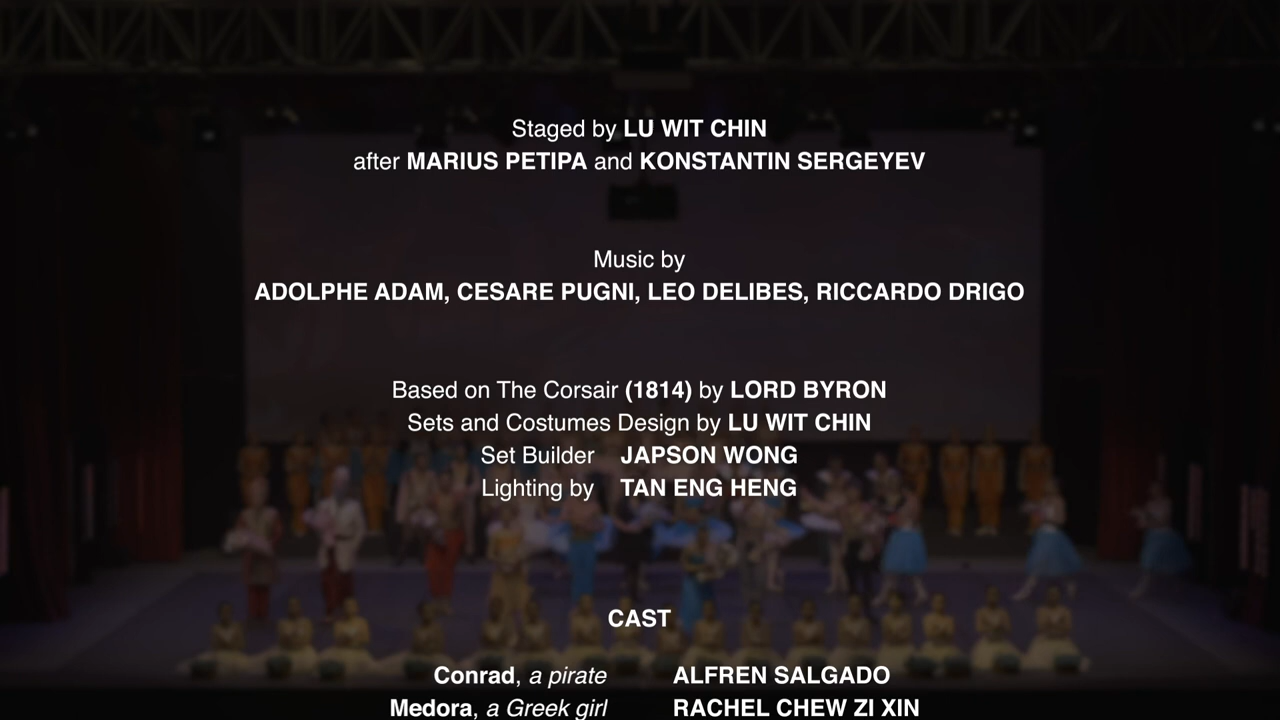 Staged by LU WIT CHIN
after MARIUS PETIPA and KONSTANTIN SERGEYEV
Music by
ADOLPHE ADAM, CESARE PUGNI, LEO DELIBES, RICCARDO DRIGO
Based on The Corsair (1814) by LORD BYRON
Sets and Costumes Design by LU WIT CHIN
Set Builder JAPSON WONG
Lighting by TAN ENG HENG
CAST
Conrad, a pirate ALFREN SALGADO
Medora, a Greek girl RACHEL CHEW ZI XIN